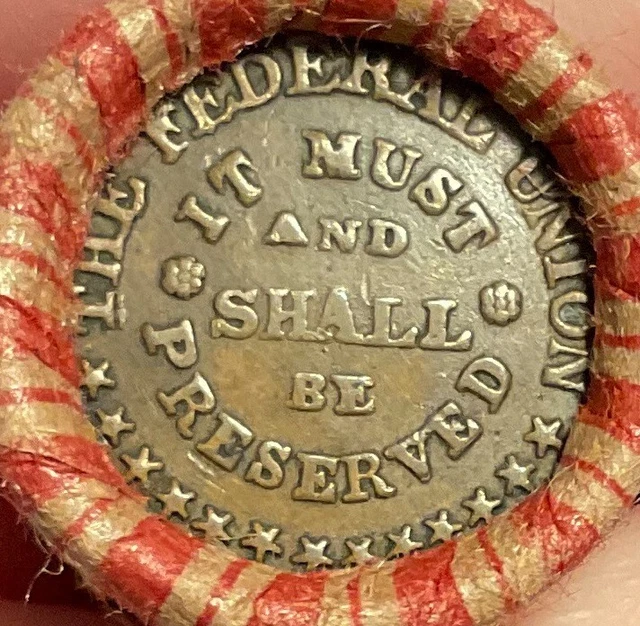 THE FEDERAL UNION
IT MUST
AND
SHALL
BE
PRESERVED